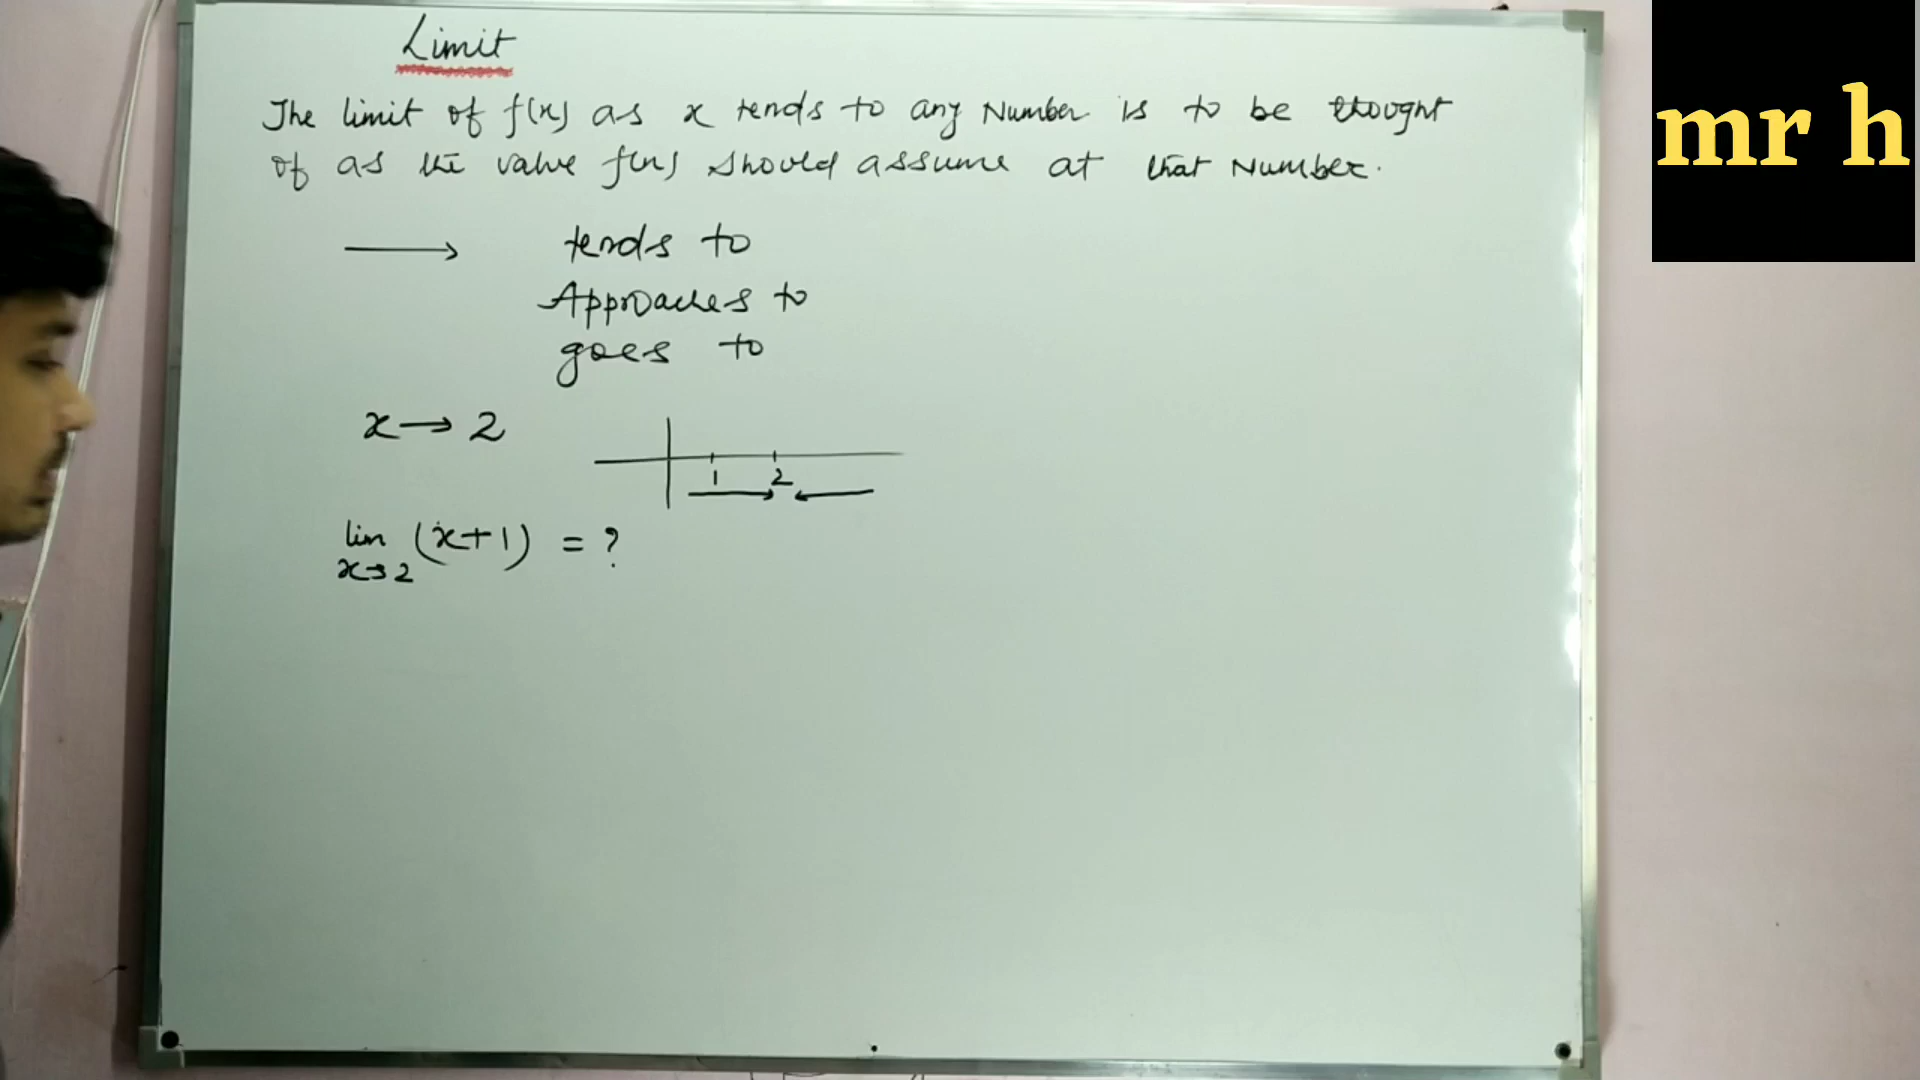 Limit
The limit of f(x) as x tends to any Number is to be thought
of as the value f(x) should assume at that Number.
→ tends to
Approaches to
goes to
x → 2
1 2
lim (x+1) = ?
x→2
mr h